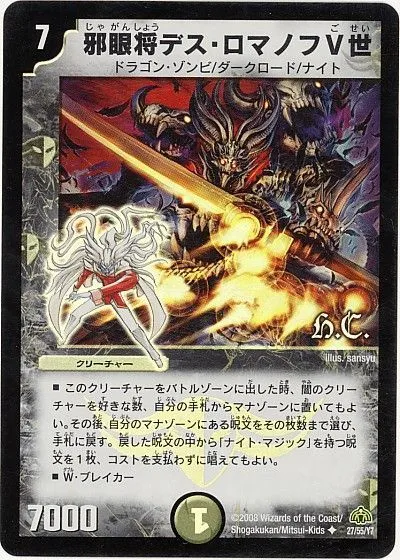 7
じゃがんしょう ごせい
邪眼将デス・ロマノフⅤ世
ドラゴン・ゾンビ/ダークロード/ナイト
h.C.
illus. sansyu
クリーチャー
■このクリーチャーをバトルゾーンに出した時、闇のクリー
チャーを好きな数、自分の手札からマナゾーンに置いてもよ
い。その後、自分のマナゾーンにある呪文をその枚数まで選び、
手札に戻す。戻した呪文の中から「ナイト・マジック」を持つ呪
文を1枚、コストを支払わずに唱えてもよい。
■W・ブレイカー
7000
1
©2008 Wizards of the Coast/
Shogakukan/Mitsui-Kids ◆ 27/55/Y7